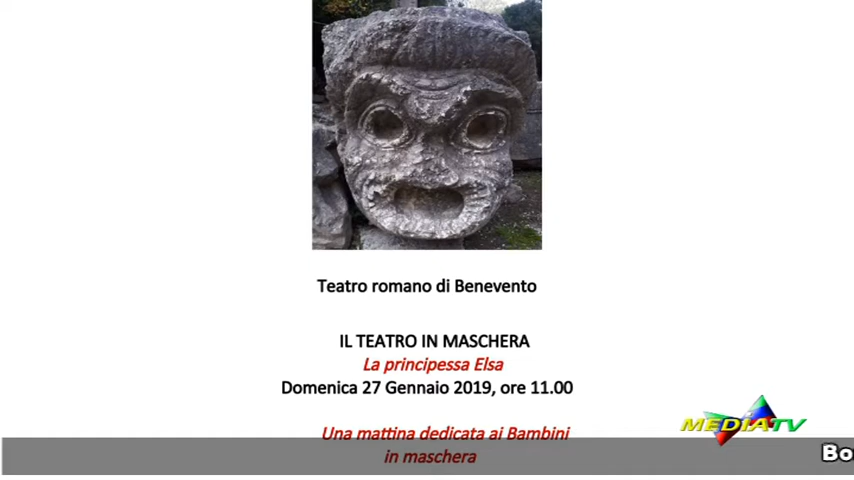 Teatro romano di Benevento
IL TEATRO IN MASCHERA
La principessa Elsa
Domenica 27 Gennaio 2019, ore 11.00
Una mattina dedicata ai Bambini
in maschera
MEDIATV
Bo